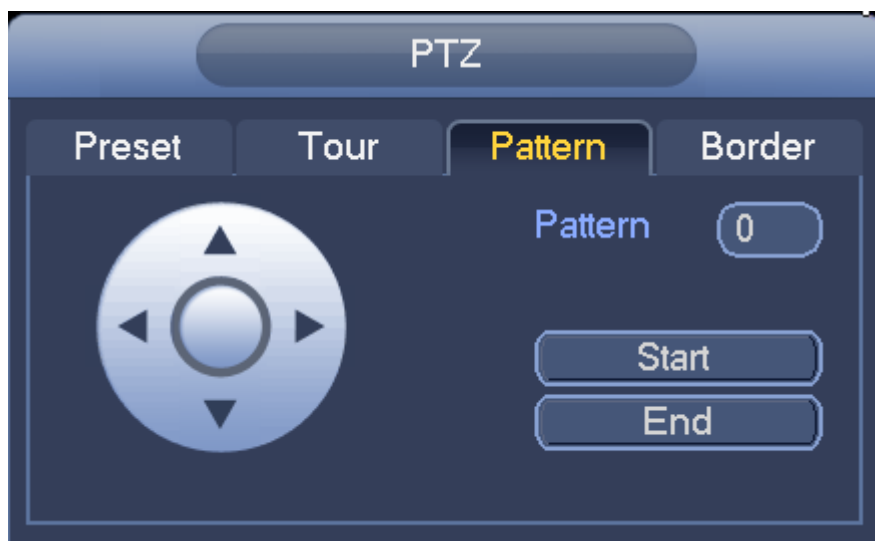 PTZ
Preset Tour Pattern Border
Pattern 0
Start
End